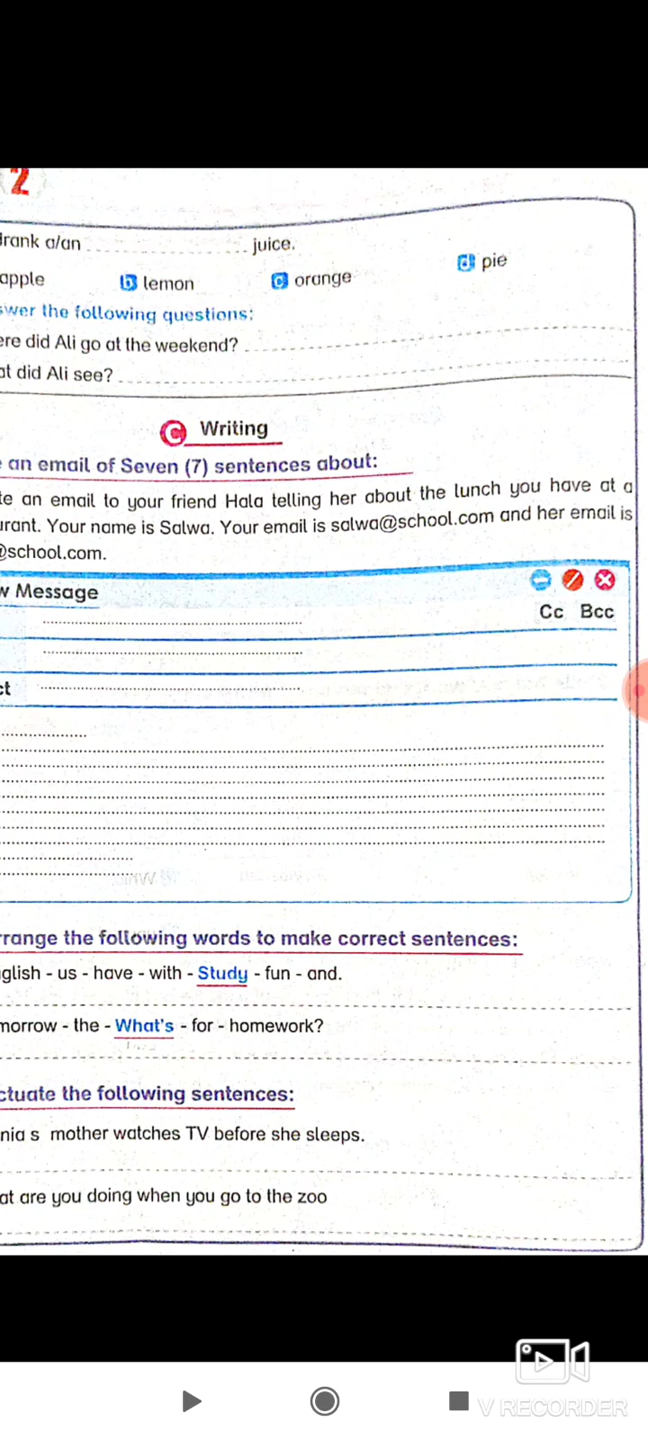 2
drank a/an juice.
apple b lemon c orange d pie
wer the following questions:
ere did Ali go at the weekend?
at did Ali see?
C Writing
an email of Seven (7) sentences about:
te an email to your friend Hala telling her about the lunch you have at a
urant. Your name is Salwa. Your email is salwa@school.com and her email is
@school.com.
w Message
Cc Bcc
ct
rrange the following words to make correct sentences:
glish - us - have - with - Study - fun - and.
morrow - the - What's - for - homework?
ctuate the following sentences:
nia s mother watches TV before she sleeps.
at are you doing when you go to the zoo
V RECORDER